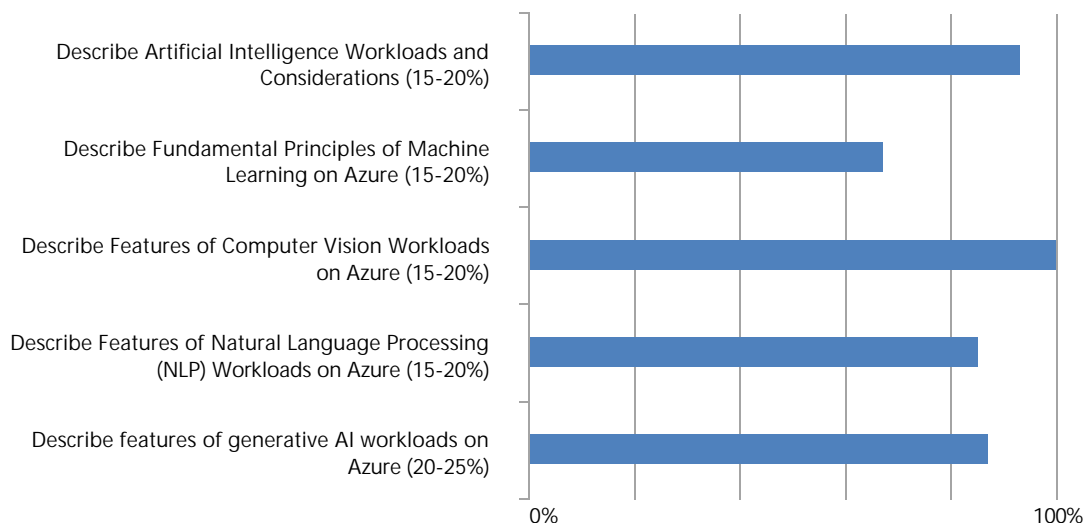 Describe Artificial Intelligence Workloads and
Considerations (15-20%)
Describe Fundamental Principles of Machine
Learning on Azure (15-20%)
Describe Features of Computer Vision Workloads
on Azure (15-20%)
Describe Features of Natural Language Processing
(NLP) Workloads on Azure (15-20%)
Describe features of generative AI workloads on
Azure (20-25%)
0% 100%